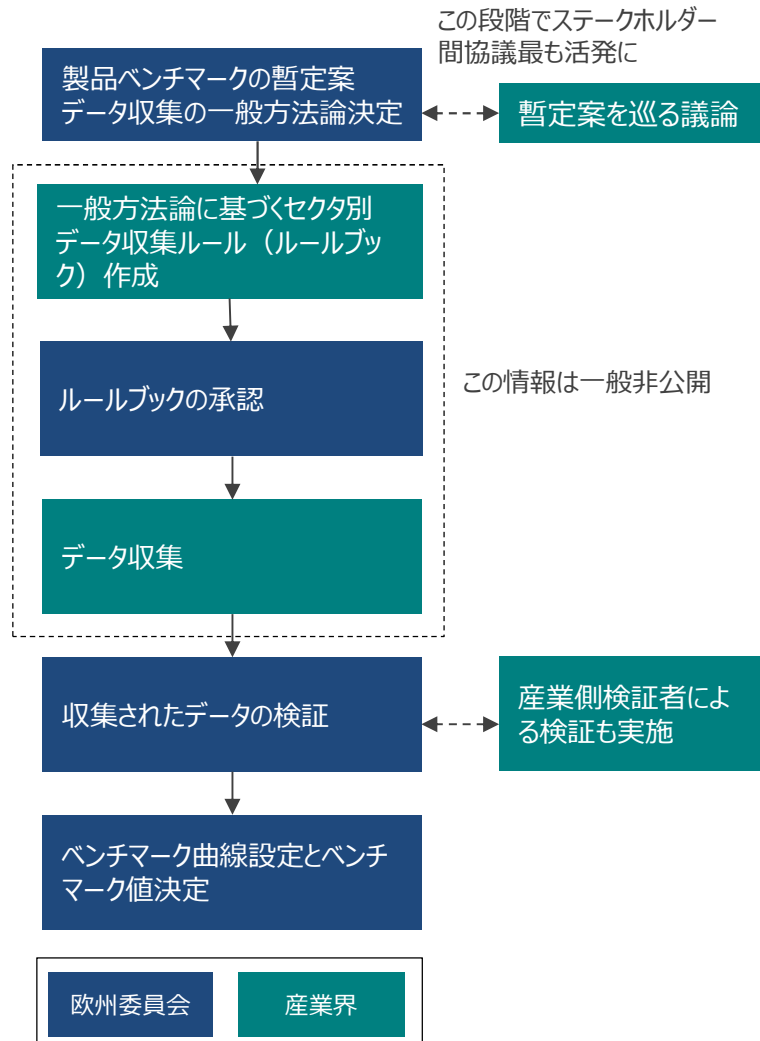 この段階でステークホルダー
間協議最も活発に
製品ベンチマークの暫定案
データ収集の一般方法論決定
暫定案を巡る議論
一般方法論に基づくセクタ別
データ収集ルール（ルールブッ
ク）作成
ルールブックの承認
この情報は一般非公開
データ収集
収集されたデータの検証
産業側検証者によ
る検証も実施
ベンチマーク曲線設定とベンチ
マーク値決定
欧州委員会
産業界